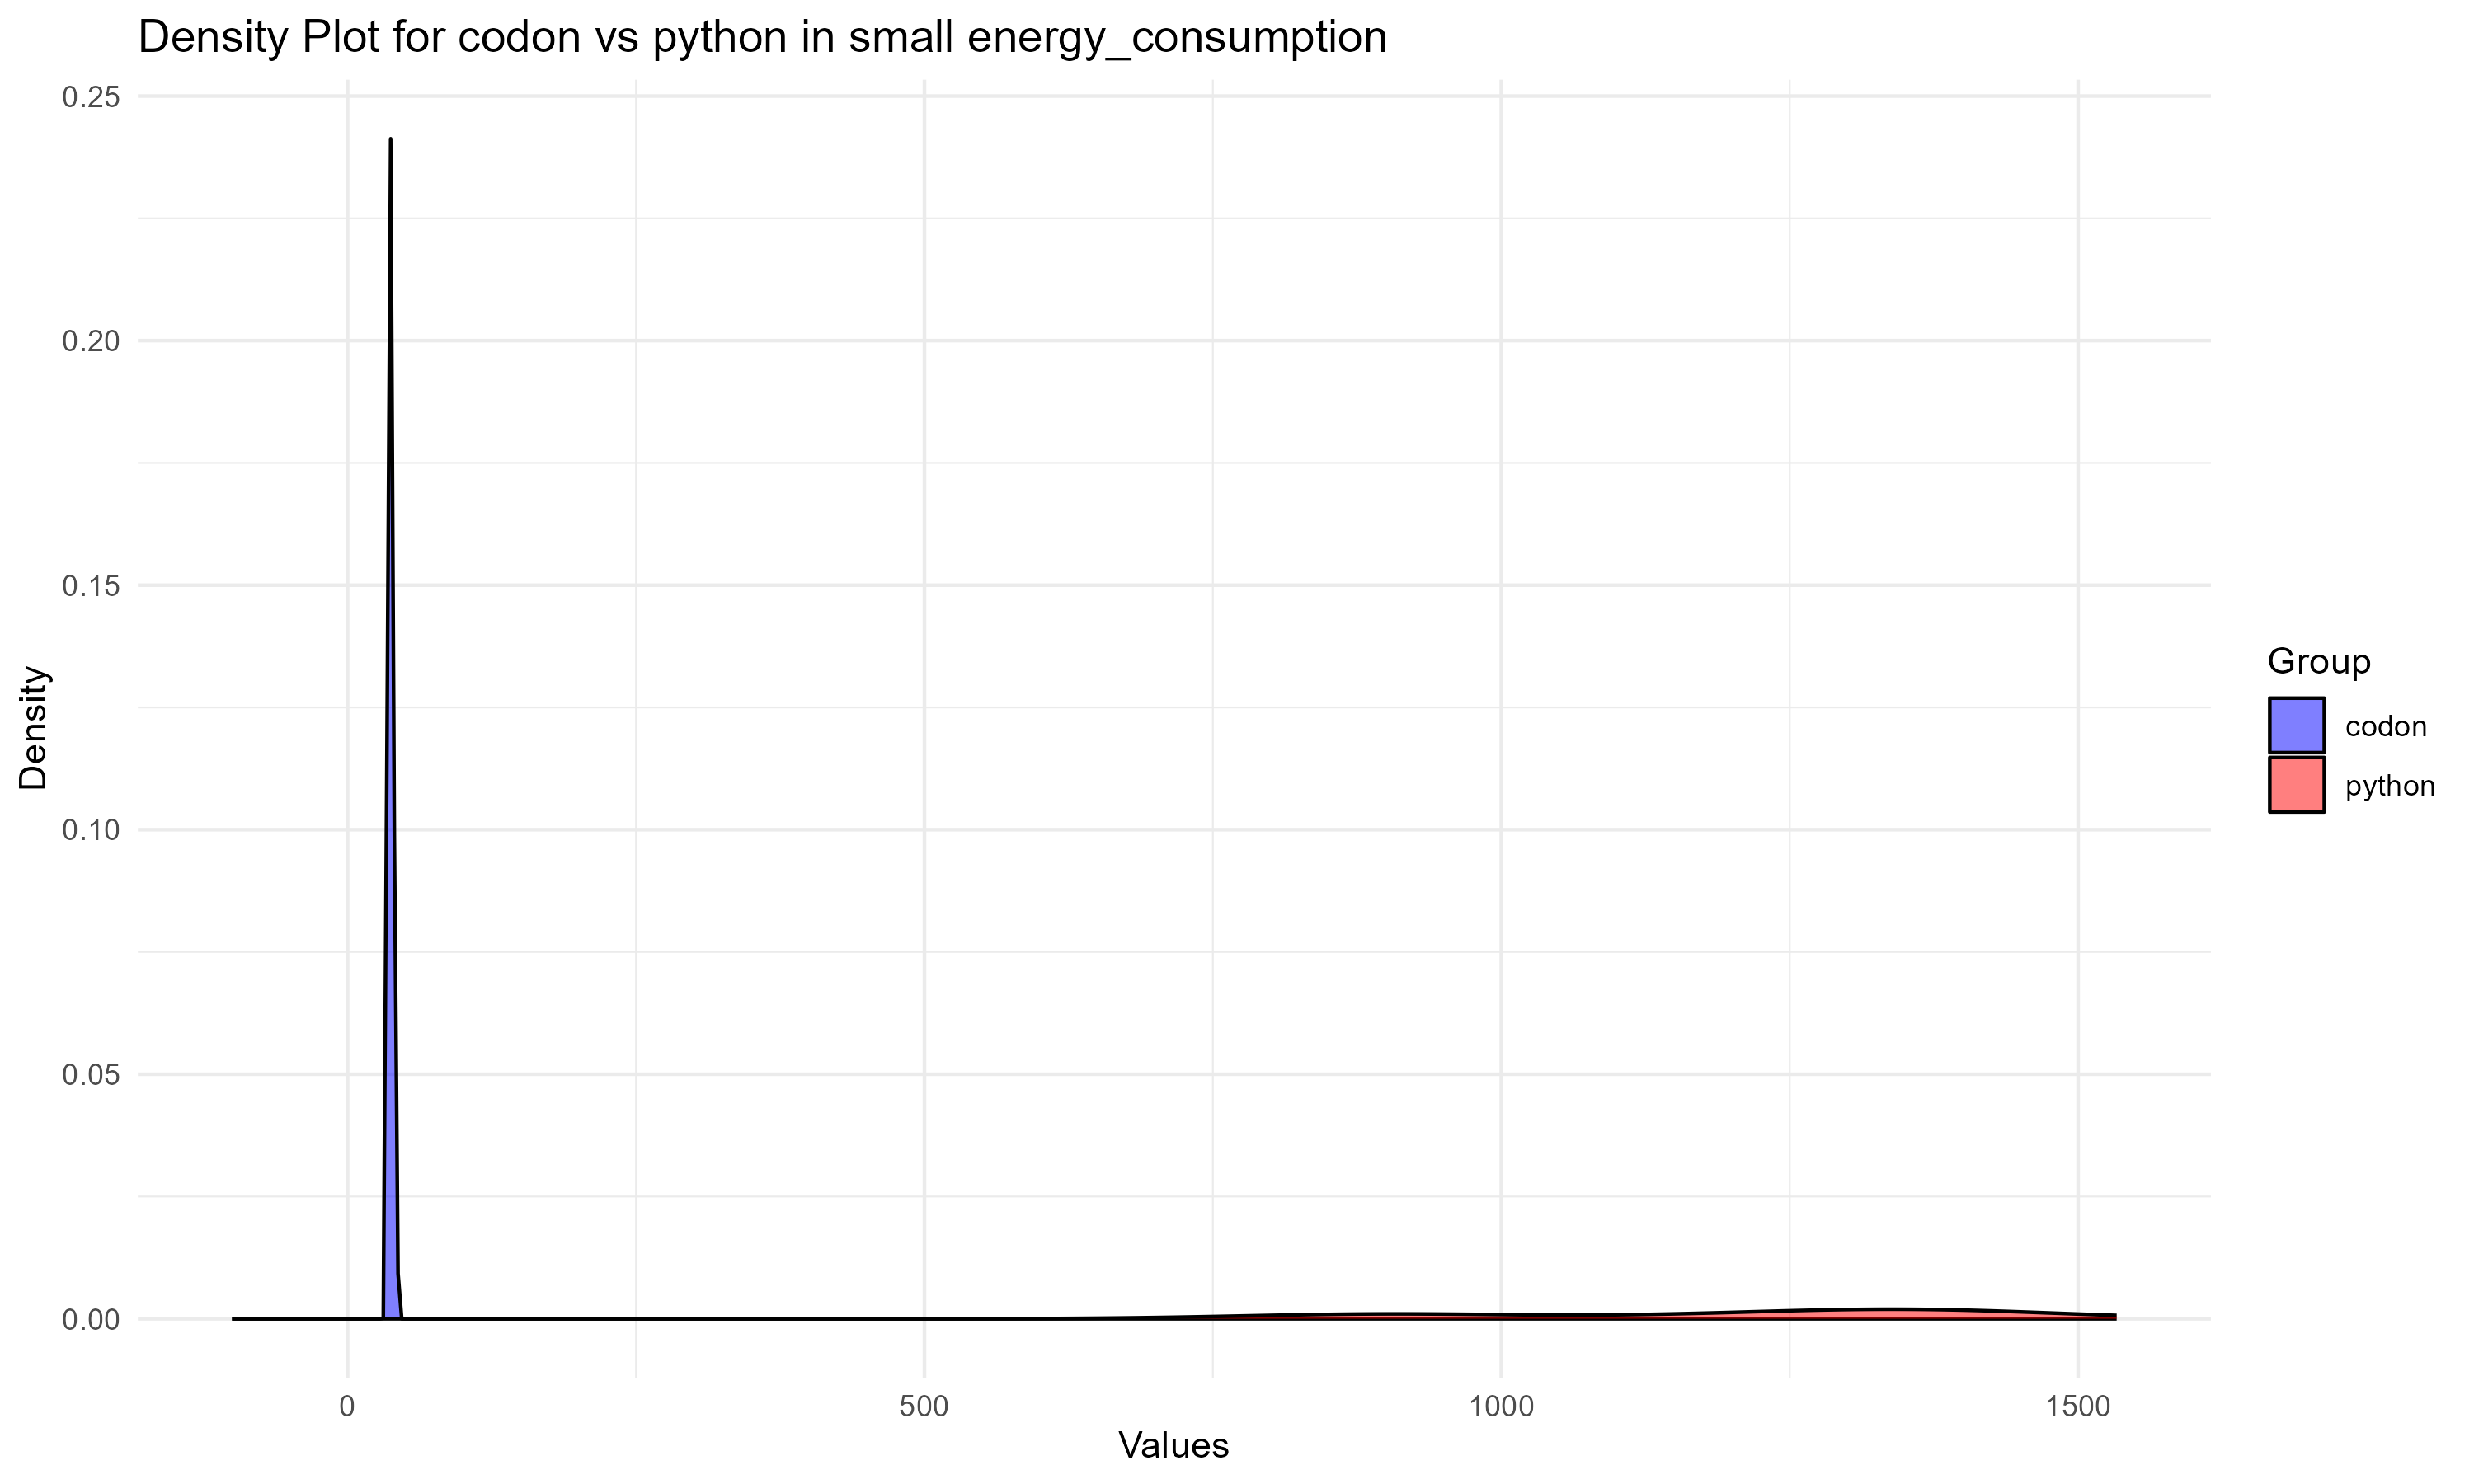 Density Plot for codon vs python in small energy_consumption
0.25
0.20
0.15
0.10
0.05
0.00
Density
0
500
1000
1500
Values
Group
codon
python